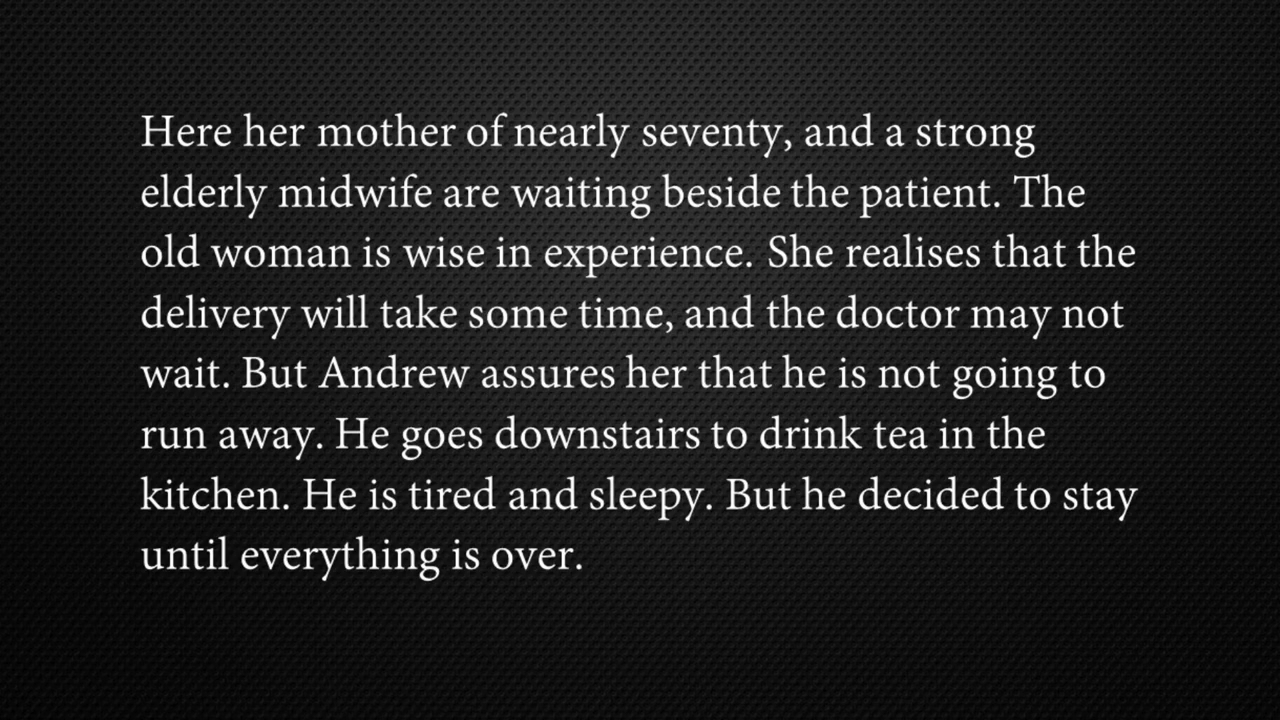 Here her mother of nearly seventy, and a strong
elderly midwife are waiting beside the patient. The
old woman is wise in experience. She realises that the
delivery will take some time, and the doctor may not
wait. But Andrew assures her that he is not going to
run away. He goes downstairs to drink tea in the
kitchen. He is tired and sleepy. But he decided to stay
until everything is over.